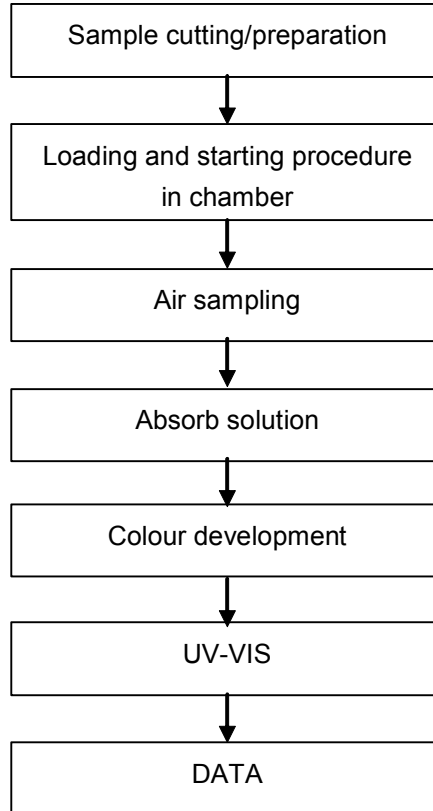 Sample cutting/preparation
Loading and starting procedure
in chamber
Air sampling
Absorb solution
Colour development
UV-VIS
DATA